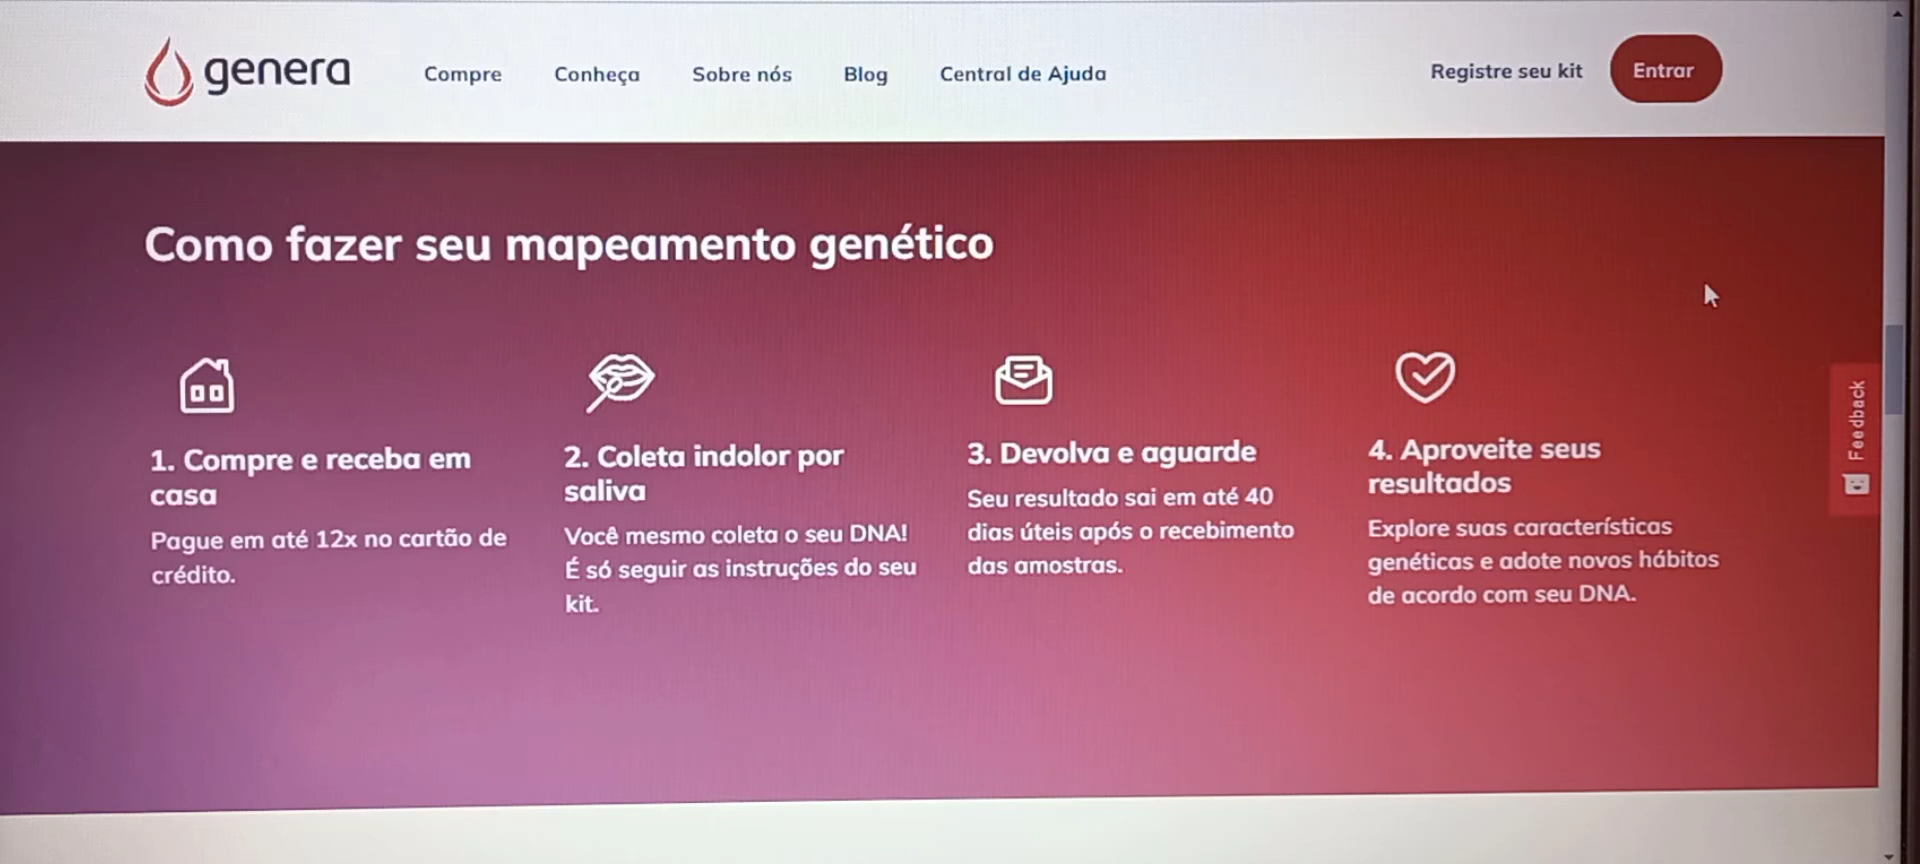 genera
Compre
Conheça
Sobre nós
Blog
Central de Ajuda
Registre seu kit
Entrar
Como fazer seu mapeamento genético
1. Compre e receba em
casa
Pague em até 12x no cartão de
crédito.
2. Coleta indolor por
saliva
Você mesmo coleta o seu DNA!
É só seguir as instruções do seu
kit.
3. Devolva e aguarde
Seu resultado sai em até 40
dias úteis após o recebimento
das amostras.
4. Aproveite seus
resultados
Explore suas características
genéticas e adote novos hábitos
de acordo com seu DNA.
Feedback